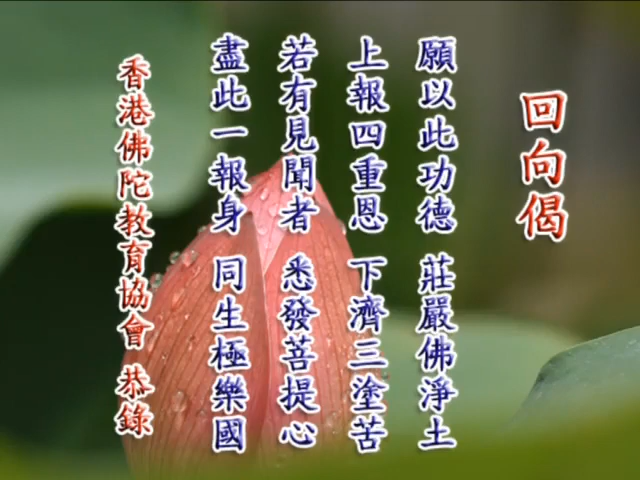 回向偈
願以此功德 莊嚴佛淨土
上報四重恩 下濟三塗苦
若有見聞者 悉發菩提心
盡此一報身 同生極樂國
香港佛陀教育協會 恭錄